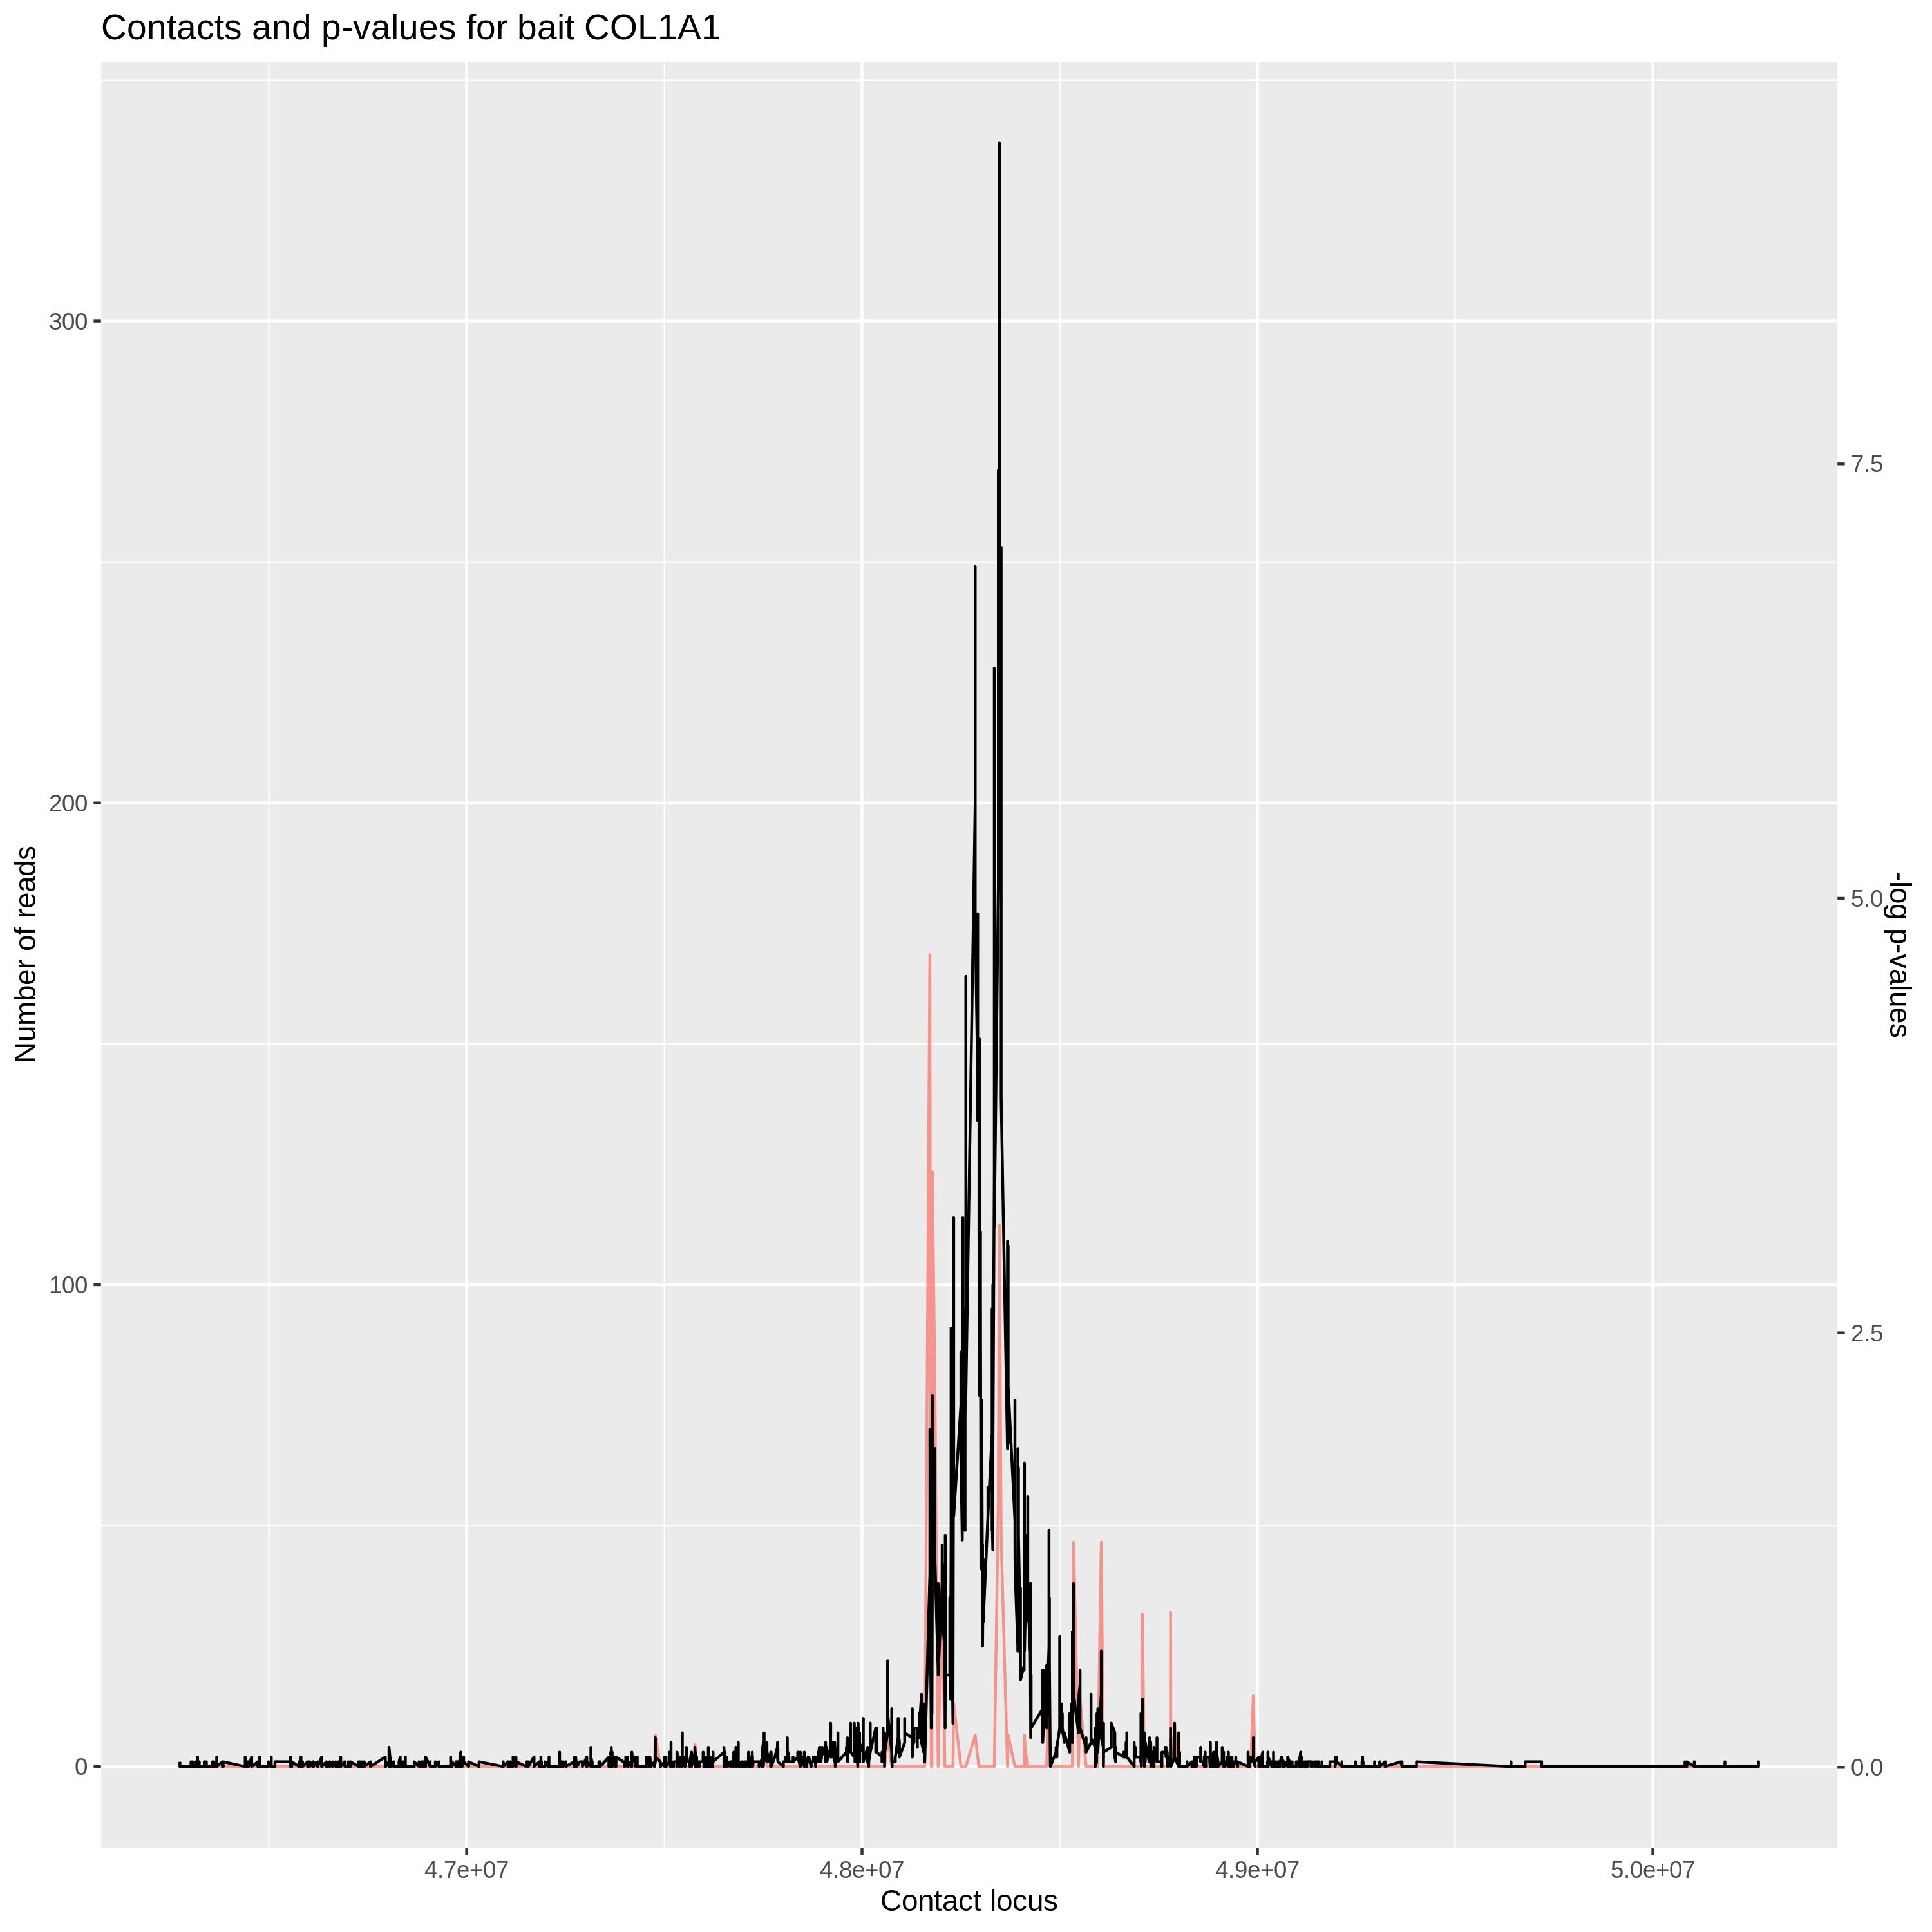 Contacts and p-values for bait COL1A1
Number of reads
300
200
100
0
7.5
5.0
2.5
0.0
-log p-values
4.7e+07 4.8e+07 4.9e+07 5.0e+07
Contact locus